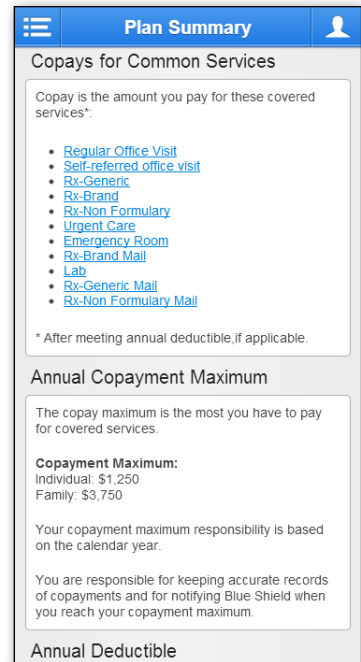 Plan Summary
Copays for Common Services
Copay is the amount you pay for these covered
services*:
• Regular Office Visit
• Self-referred office visit
• Rx-Generic
• Rx-Brand
• Rx-Non Formulary
• Urgent Care
• Emergency Room
• Rx-Brand Mail
• Lab
• Rx-Generic Mail
• Rx-Non Formulary Mail
* After meeting annual deductible,if applicable.
Annual Copayment Maximum
The copay maximum is the most you have to pay
for covered services.
Copayment Maximum:
Individual: $1,250
Family: $3,750
Your copayment maximum responsibility is based
on the calendar year.
You are responsible for keeping accurate records
of copayments and for notifying Blue Shield when
you reach your copayment maximum.
Annual Deductible